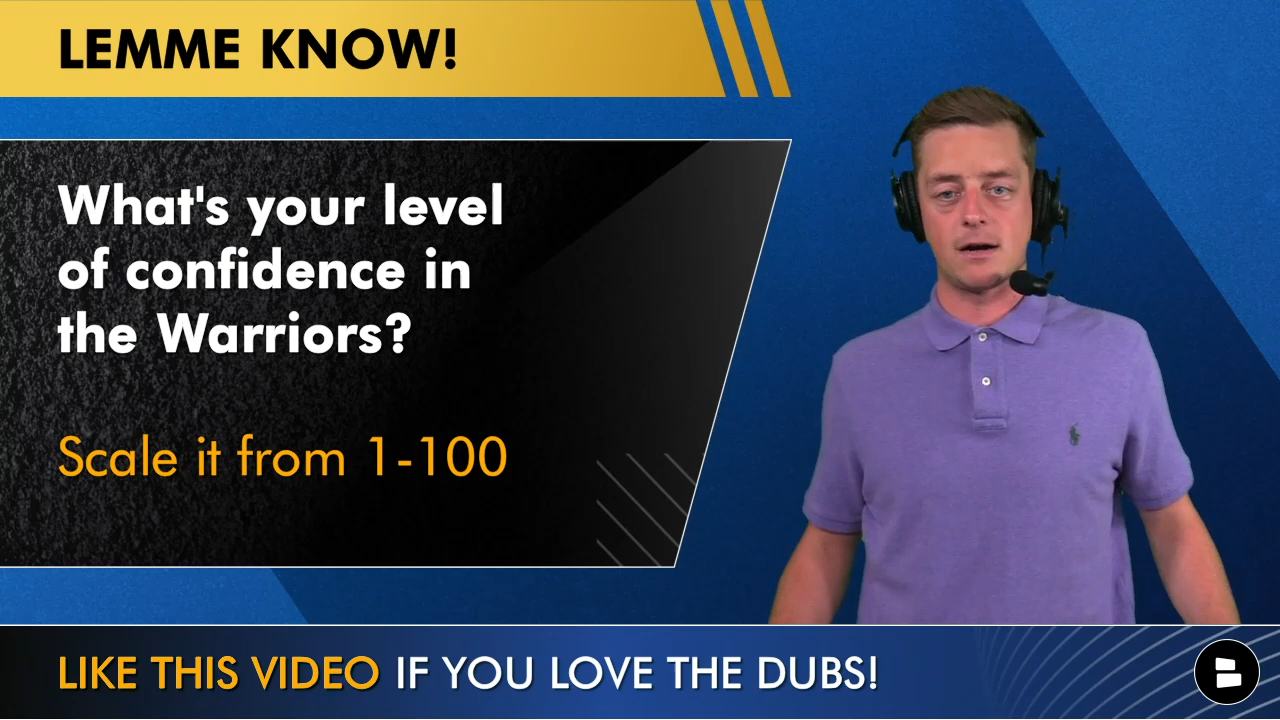 LEMME KNOW!
What's your level
of confidence in
the Warriors?
Scale it from 1-100
LIKE THIS VIDEO IF YOU LOVE THE DUBS!